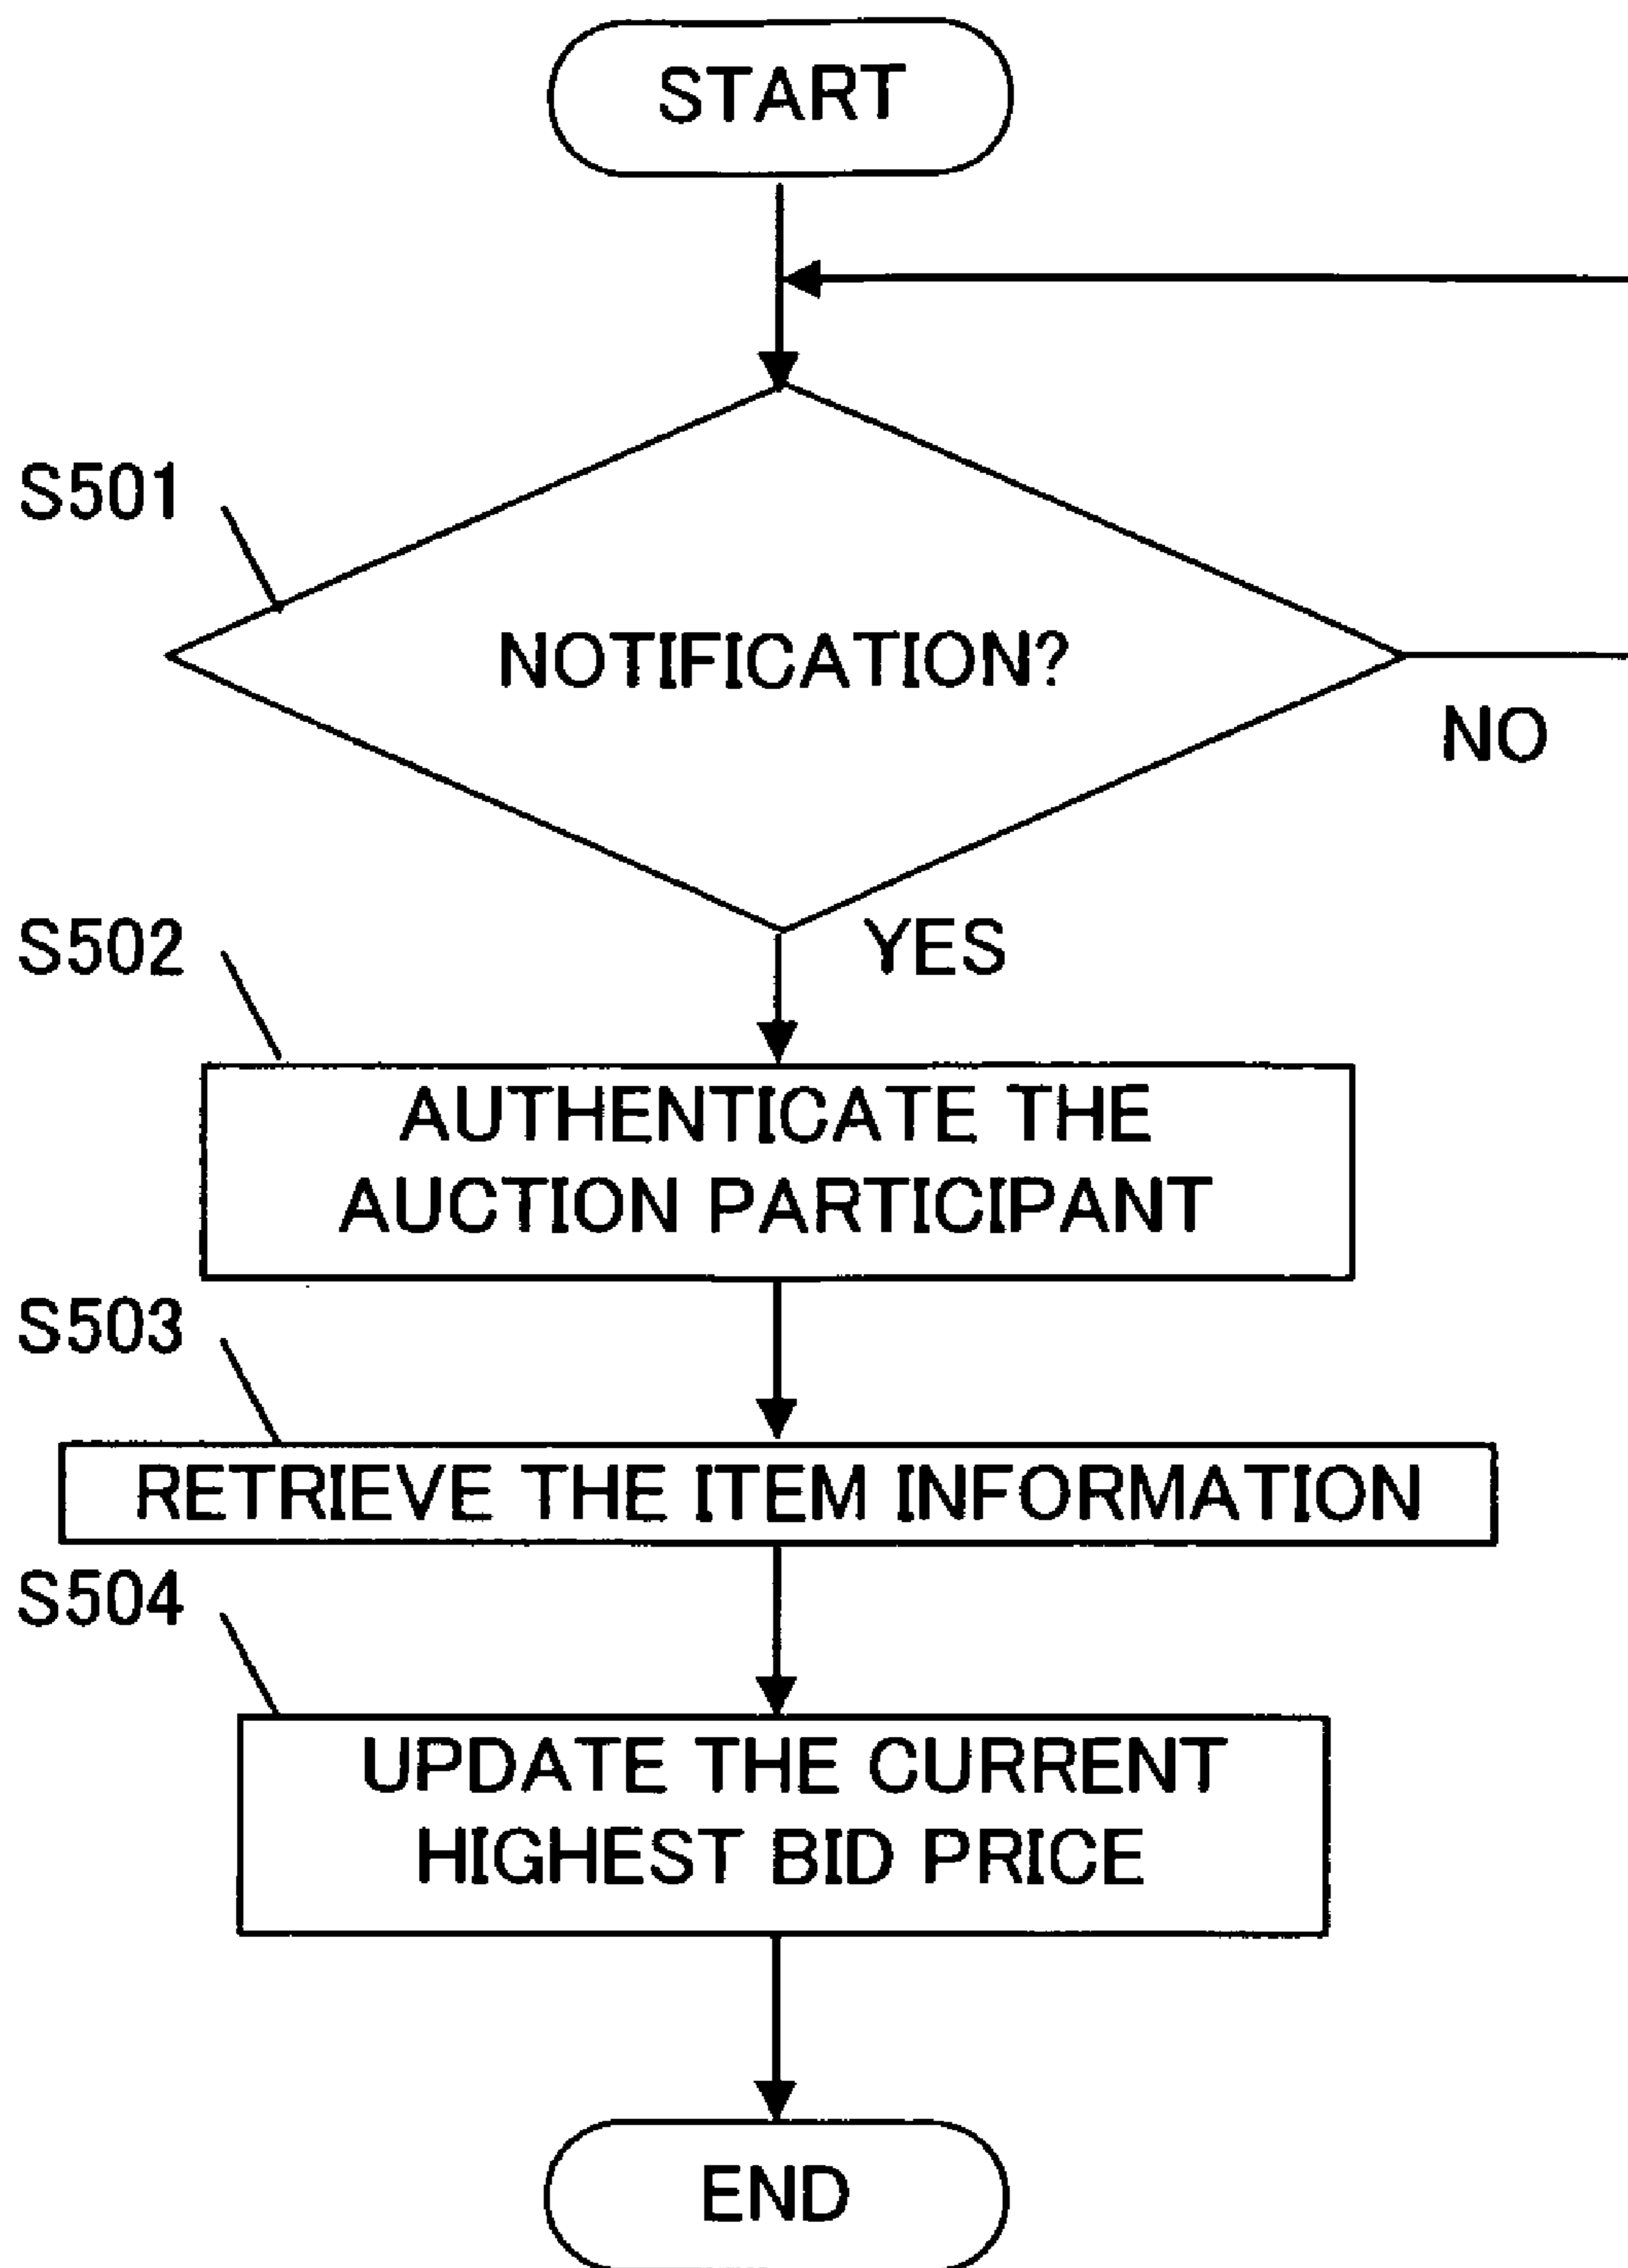 START
S501
NOTIFICATION?
NO
S502
YES
AUTHENTICATE THE
AUCTION PARTICIPANT
S503
RETRIEVE THE ITEM INFORMATION
S504
UPDATE THE CURRENT
HIGHEST BID PRICE
END